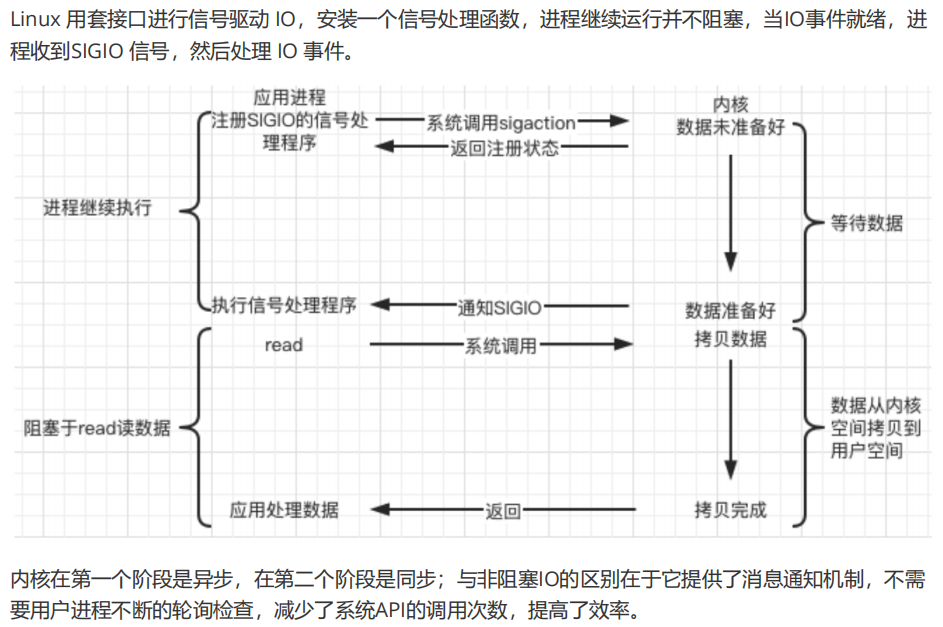 Linux 用套接口进行信号驱动 IO，安装一个信号处理函数，进程继续运行并不阻塞，当IO事件就绪，进
程收到SIGIO 信号，然后处理 IO 事件。
应用进程
注册SIGIO的信号处
理程序
系统调用sigaction
返回注册状态
内核
数据未准备好
进程继续执行
等待数据
执行信号处理程序
通知SIGIO
数据准备好
read
系统调用
拷贝数据
阻塞于read读数据
数据从内核
空间拷贝到
用户空间
应用处理数据
返回
拷贝完成
内核在第一个阶段是异步，在第二个阶段是同步；与非阻塞IO的区别在于它提供了消息通知机制，不需
要用户进程不断的轮询检查，减少了系统API的调用次数，提高了效率。